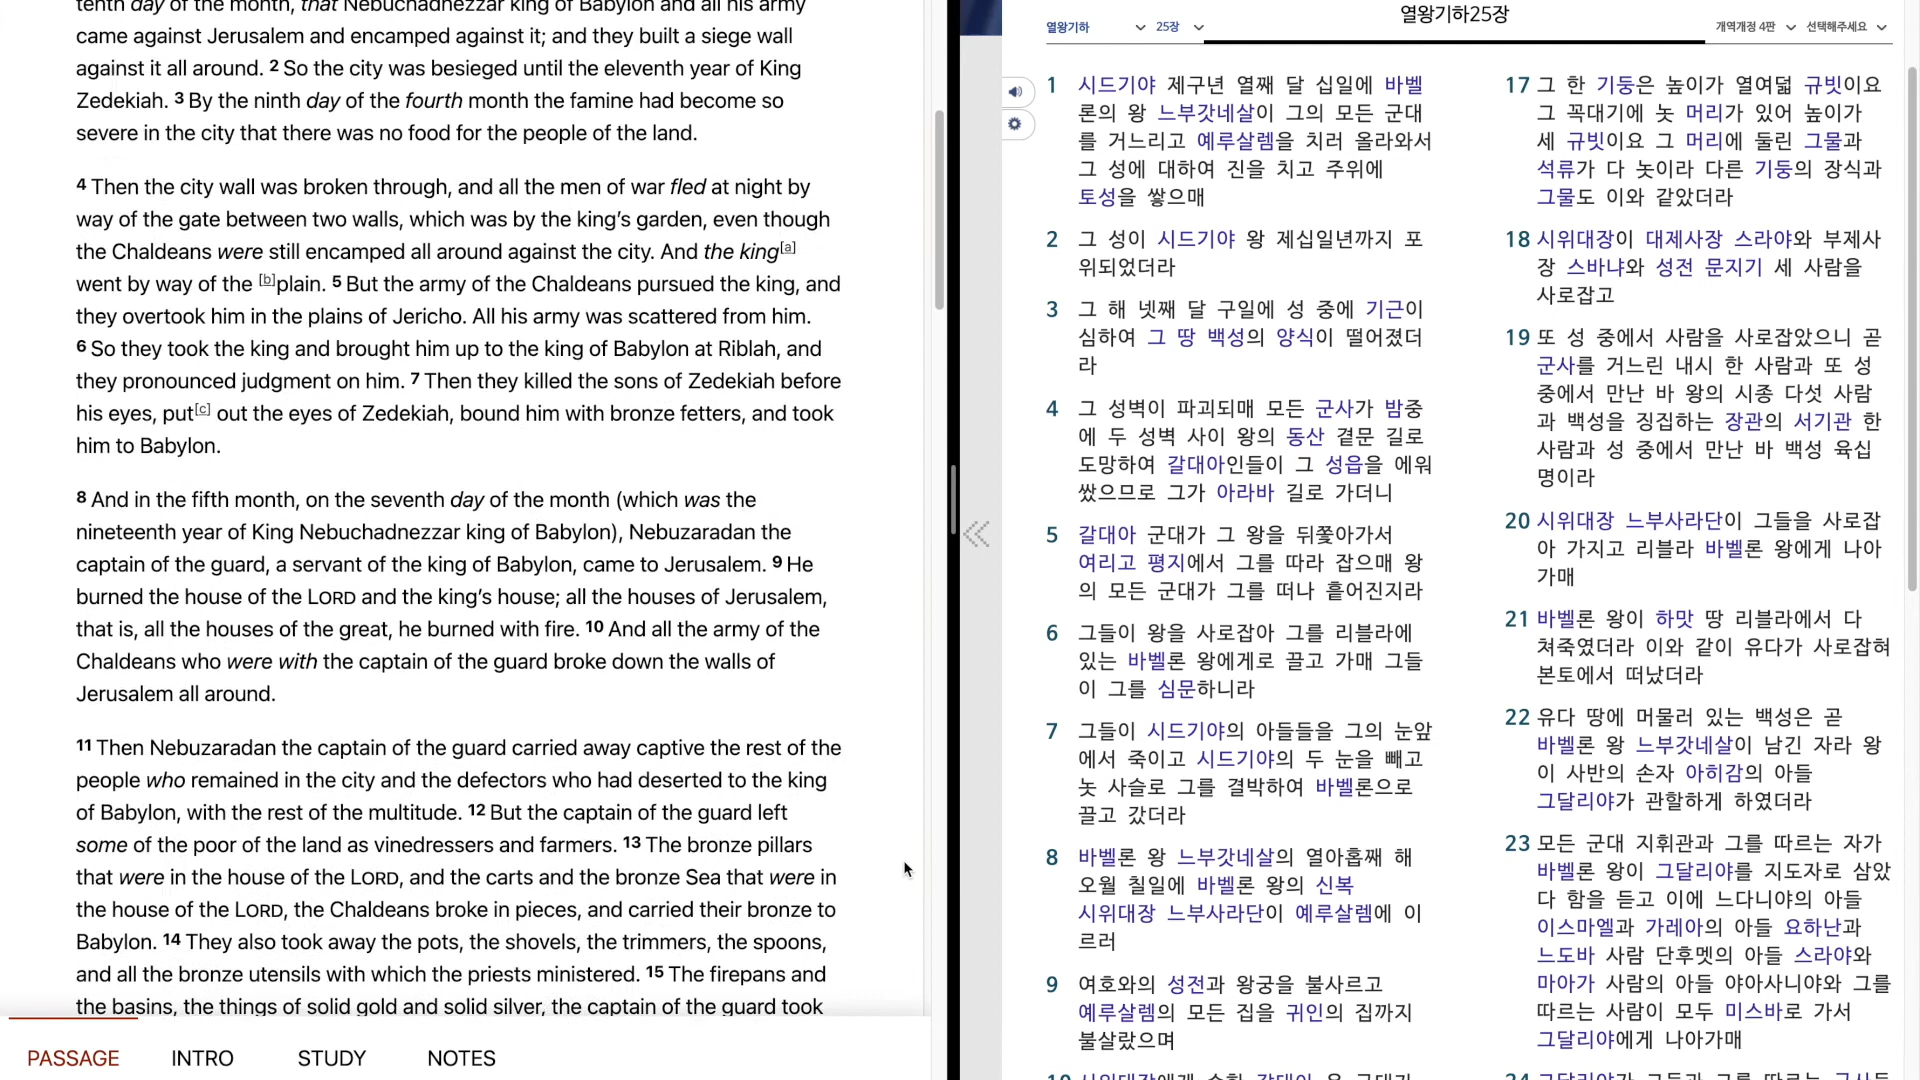 tenth day of the month, that Nebuchadnezzar king of Babylon and all his army
came against Jerusalem and encamped against it; and they built a siege wall
against it all around. 2 So the city was besieged until the eleventh year of King
Zedekiah. 3 By the ninth day of the fourth month the famine had become so
severe in the city that there was no food for the people of the land.
4 Then the city wall was broken through, and all the men of war fled at night by
way of the gate between two walls, which was by the king's garden, even though
the Chaldeans were still encamped all around against the city. And the king[a]
went by way of the [b]plain. 5 But the army of the Chaldeans pursued the king, and
they overtook him in the plains of Jericho. All his army was scattered from him.
6 So they took the king and brought him up to the king of Babylon at Riblah, and
they pronounced judgment on him. 7 Then they killed the sons of Zedekiah before
his eyes, put[c] out the eyes of Zedekiah, bound him with bronze fetters, and took
him to Babylon.
8 And in the fifth month, on the seventh day of the month (which was the
nineteenth year of King Nebuchadnezzar king of Babylon), Nebuzaradan the
captain of the guard, a servant of the king of Babylon, came to Jerusalem. 9 He
burned the house of the LORD and the king's house; all the houses of Jerusalem,
that is, all the houses of the great, he burned with fire. 10 And all the army of the
Chaldeans who were with the captain of the guard broke down the walls of
Jerusalem all around.
11 Then Nebuzaradan the captain of the guard carried away captive the rest of the
people who remained in the city and the defectors who had deserted to the king
of Babylon, with the rest of the multitude. 12 But the captain of the guard left
some of the poor of the land as vinedressers and farmers. 13 The bronze pillars
that were in the house of the LORD, and the carts and the bronze Sea that were in
the house of the LORD, the Chaldeans broke in pieces, and carried their bronze to
Babylon. 14 They also took away the pots, the shovels, the trimmers, the spoons,
and all the bronze utensils with which the priests ministered. 15 The firepans and
the basins, the things of solid gold and solid silver, the captain of the guard took
PASSAGE INTRO STUDY NOTES
열왕기하 25장
열왕기하25장
개역개정 4판 선택해주세요
1 시드기야 제구년 열째 달 십일에 바벨
론의 왕 느부갓네살이 그의 모든 군대
를 거느리고 예루살렘을 치러 올라와서
그 성에 대하여 진을 치고 주위에
토성을 쌓으매
2 그 성이 시드기야 왕 제십일년까지 포
위되었더라
3 그 해 넷째 달 구일에 성 중에 기근이
심하여 그 땅 백성의 양식이 떨어졌더
라
4 그 성벽이 파괴되매 모든 군사가 밤중
에 두 성벽 사이 왕의 동산 곁문 길로
도망하여 갈대아인들이 그 성읍을 에워
쌌으므로 그가 아라바 길로 가더니
5 갈대아 군대가 그 왕을 뒤쫓아가서
여리고 평지에서 그를 따라 잡으매 왕
의 모든 군대가 그를 떠나 흩어진지라
6 그들이 왕을 사로잡아 그를 리블라에
있는 바벨론 왕에게로 끌고 가매 그들
이 그를 심문하니라
7 그들이 시드기야의 아들들을 그의 눈앞
에서 죽이고 시드기야의 두 눈을 빼고
놋 사슬로 그를 결박하여 바벨론으로
끌고 갔더라
8 바벨론 왕 느부갓네살의 열아홉째 해
오월 칠일에 바벨론 왕의 신복
시위대장 느부사라단이 예루살렘에 이
르러
9 여호와의 성전과 왕궁을 불사르고
예루살렘의 모든 집을 귀인의 집까지
불살랐으며
10 시위대장에게 속한 갈대아 온 군대가
17 그 한 기둥은 높이가 열여덟 규빗이요
그 꼭대기에 놋 머리가 있어 높이가
세 규빗이요 그 머리에 둘린 그물과
석류가 다 놋이라 다른 기둥의 장식과
그물도 이와 같았더라
18 시위대장이 대제사장 스라야와 부제사
장 스바냐와 성전 문지기 세 사람을
사로잡고
19 또 성 중에서 사람을 사로잡았으니 곧
군사를 거느린 내시 한 사람과 또 성
중에서 만난 바 왕의 시종 다섯 사람
과 백성을 징집하는 장관의 서기관 한
사람과 성 중에서 만난 바 백성 육십
명이라
20 시위대장 느부사라단이 그들을 사로잡
아 가지고 리블라 바벨론 왕에게 나아
가매
21 바벨론 왕이 하맛 땅 리블라에서 다
쳐죽였더라 이와 같이 유다가 사로잡혀
본토에서 떠났더라
22 유다 땅에 머물러 있는 백성은 곧
바벨론 왕 느부갓네살이 남긴 자라 왕
이 사반의 손자 아히감의 아들
그달리야가 관할하게 하였더라
23 모든 군대 지휘관과 그를 따르는 자가
바벨론 왕이 그달리야를 지도자로 삼았
다 함을 듣고 이에 느다니야의 아들
이스마엘과 가레아의 아들 요하난과
느도바 사람 단후멧의 아들 스라야와
마아가 사람의 아들 야아사니야와 그를
따르는 사람이 모두 미스바로 가서
그달리야에게 나아가매
24 그달리야가 그들과 그를 따르는 군사들